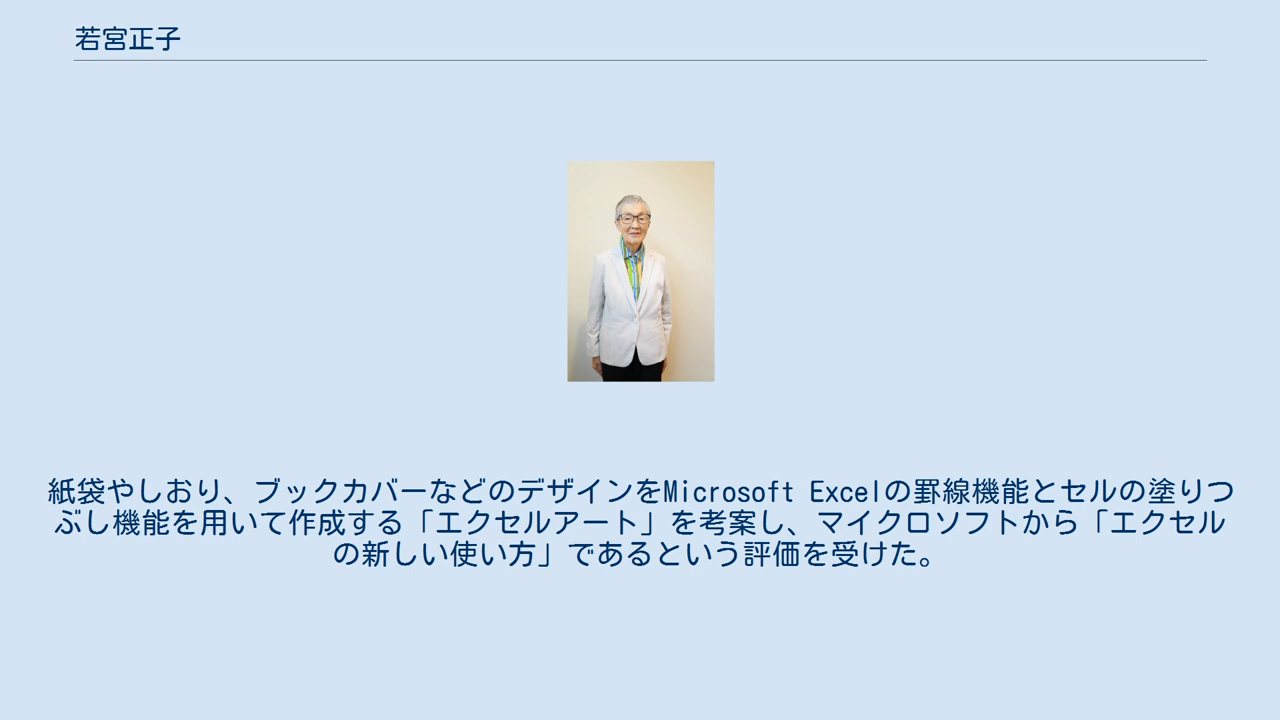 若宮正子
紙袋やしおり、ブックカバーなどのデザインをMicrosoft Excelの罫線機能とセルの塗りつ
ぶし機能を用いて作成する「エクセルアート」を考案し、マイクロソフトから「エクセル
の新しい使い方」であるという評価を受けた。